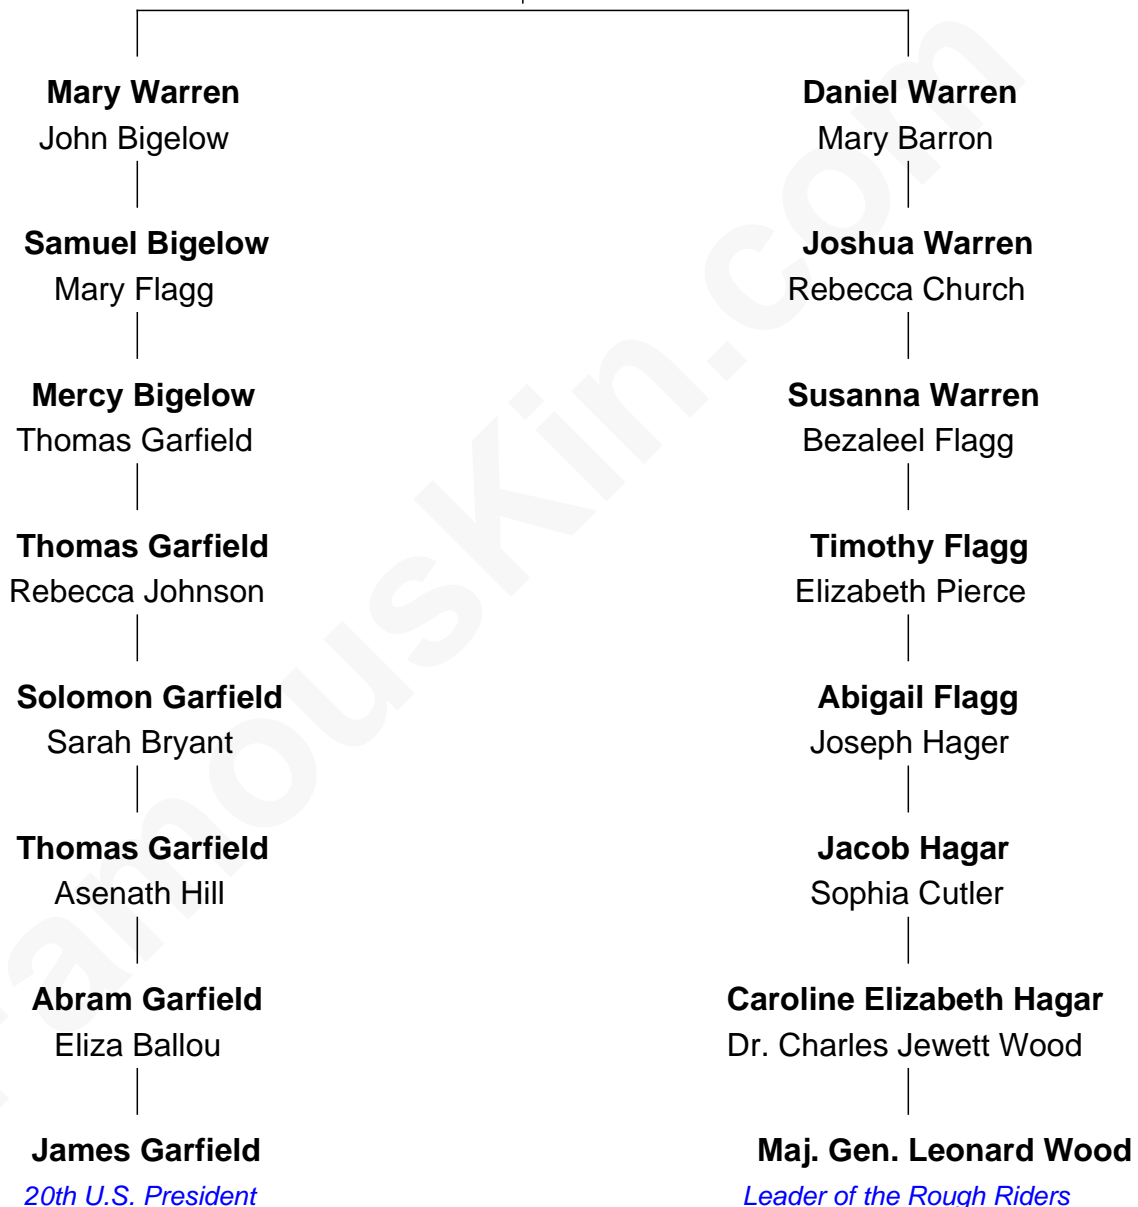 Mary Warren
John Bigelow
Daniel Warren
Mary Barron
Samuel Bigelow
Mary Flagg
Joshua Warren
Rebecca Church
Mercy Bigelow
Thomas Garfield
Susanna Warren
Bezaleel Flagg
Thomas Garfield
Rebecca Johnson
Timothy Flagg
Elizabeth Pierce
Solomon Garfield
Sarah Bryant
Abigail Flagg
Joseph Hager
Thomas Garfield
Asenath Hill
Jacob Hagar
Sophia Cutler
Abram Garfield
Eliza Ballou
Caroline Elizabeth Hagar
Dr. Charles Jewett Wood
James Garfield
20th U.S. President
Maj. Gen. Leonard Wood
Leader of the Rough Riders
FamousKin.com